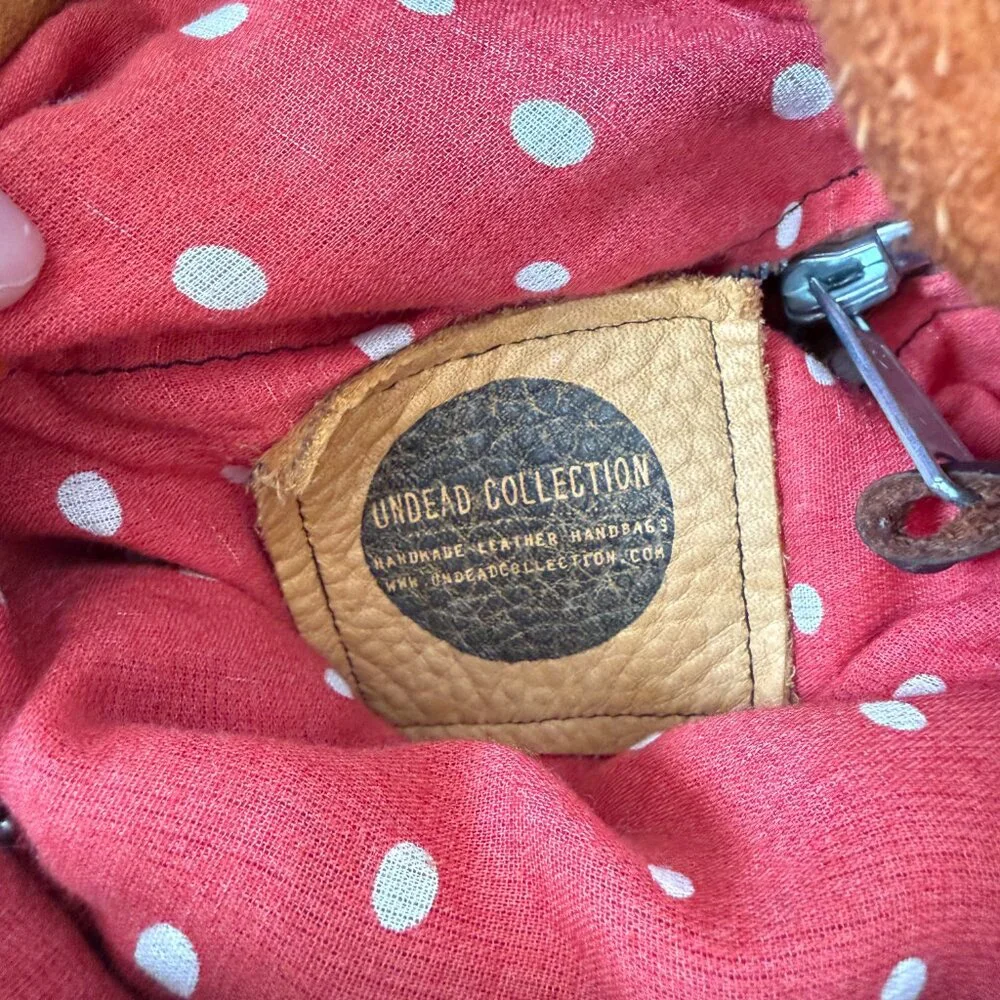 UNDEAD COLLECTION
HANDMADE LEATHER HANDBAGS
WWW.UNDEADCOLLECTION.COM